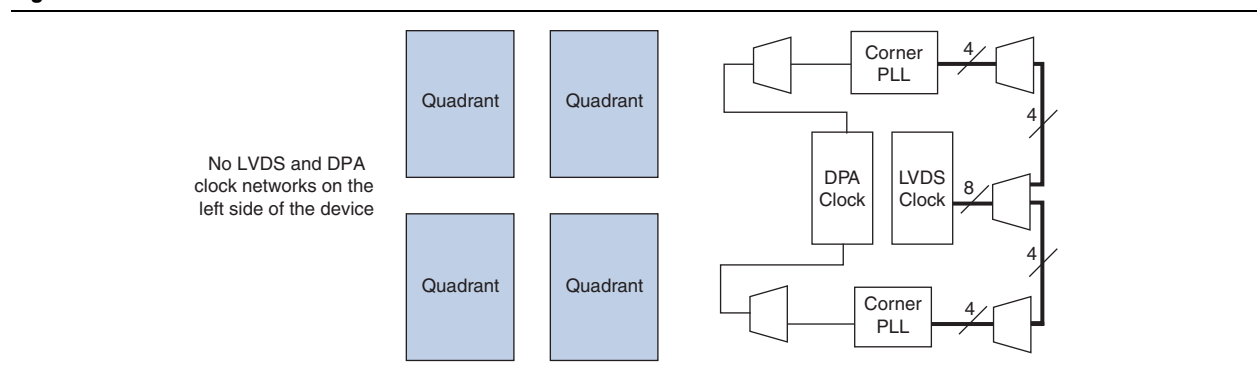 Quadrant
Quadrant
No LVDS and DPA
clock networks on the
left side of the device
Quadrant
Quadrant
Corner
PLL
4
4
DPA
Clock
LVDS
Clock
8
4
Corner
PLL
4